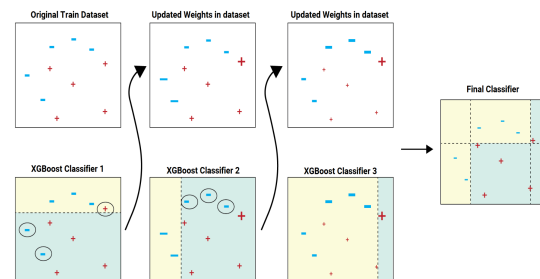 Original Train Dataset
Updated Weights in dataset
Updated Weights in dataset
Final Classifier
XGBoost Classifier 1
XGBoost Classifier 2
XGBoost Classifier 3